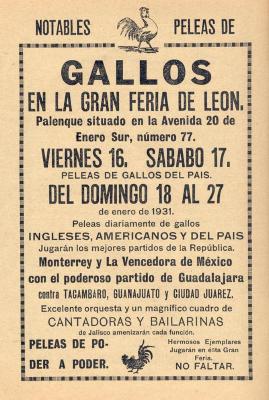 NOTABLES PELEAS DE
GALLOS
EN LA GRAN FERIA DE LEON.
Palenque situado en la Avenida 20 de
Enero Sur, número 77.
VIERNES 16. SABADO 17.
PELEAS DE GALLOS DEL PAIS.
DEL DOMINGO 18 AL 27
de enero de 1931.
Peleas diariamente de gallos
INGLESES, AMERICANOS Y DEL PAIS
Jugarán los mejores partidos de la República.
Monterrey y La Vencedora de México
con el poderoso partido de Guadalajara
contra TACAMBARO, GUANAJUATO y CIUDAD JUAREZ.
Excelente orquesta y un magnífico cuadro de
CANTADORAS Y BAILARINAS
de Jalisco amenizarán cada función.
PELEAS DE PO-
DER A PODER.
Hermosos Ejemplares
Jugarán en ésta Gran
Feria.
NO FALTAR.